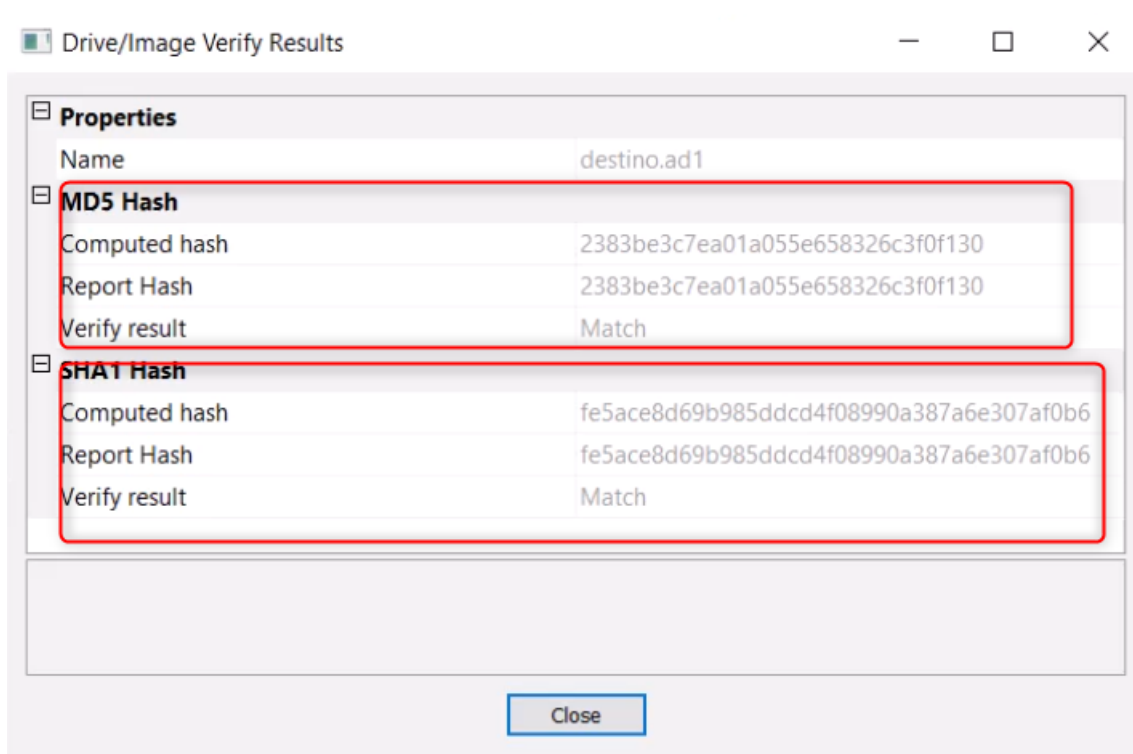 Drive/Image Verify Results
Properties
Name destino.ad1
MD5 Hash
Computed hash 2383be3c7ea01a055e658326c3f0f130
Report Hash 2383be3c7ea01a055e658326c3f0f130
Verify result Match
SHA1 Hash
Computed hash fe5ace8d69b985ddcd4f08990a387a6e307af0b6
Report Hash fe5ace8d69b985ddcd4f08990a387a6e307af0b6
Verify result Match
Close